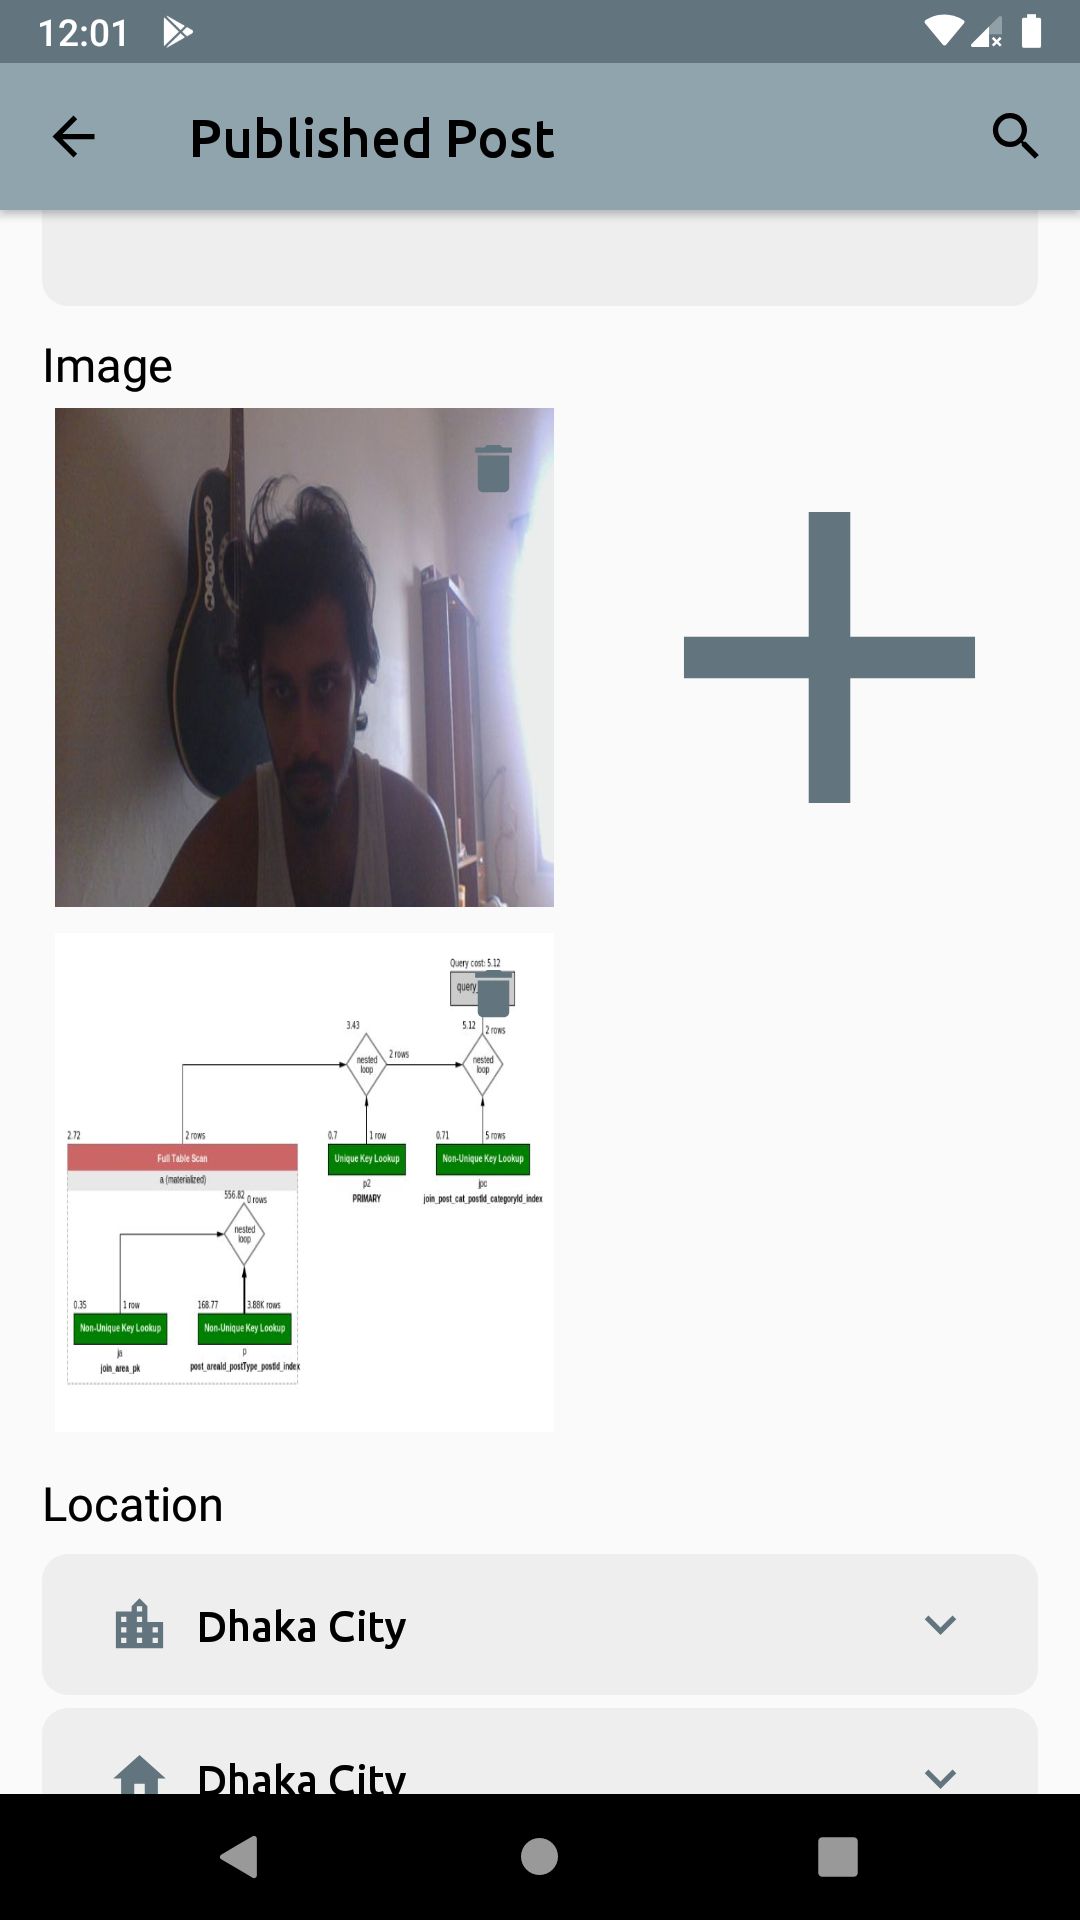 12:01
Published Post
Image
Query cost: 5.12
query_
3.43
5.12
2 rows
2 rows
nested
loop
nested
loop
2.72
2 rows
0.7
1 row
0.71
5 rows
Full Table Scan
Unique Key Lookup
Non-Unique Key Lookup
a (materialized)
p2
jpc
PRIMARY
join_post_cat_postId_categoryId_index
556.82
0 rows
nested
loop
0.35
1 row
168.77
3.88K rows
Non-Unique Key Lookup
Non-Unique Key Lookup
ja
p
join_area_pk
post_areaId_postType_postId_index
Location
Dhaka City
Dhaka City